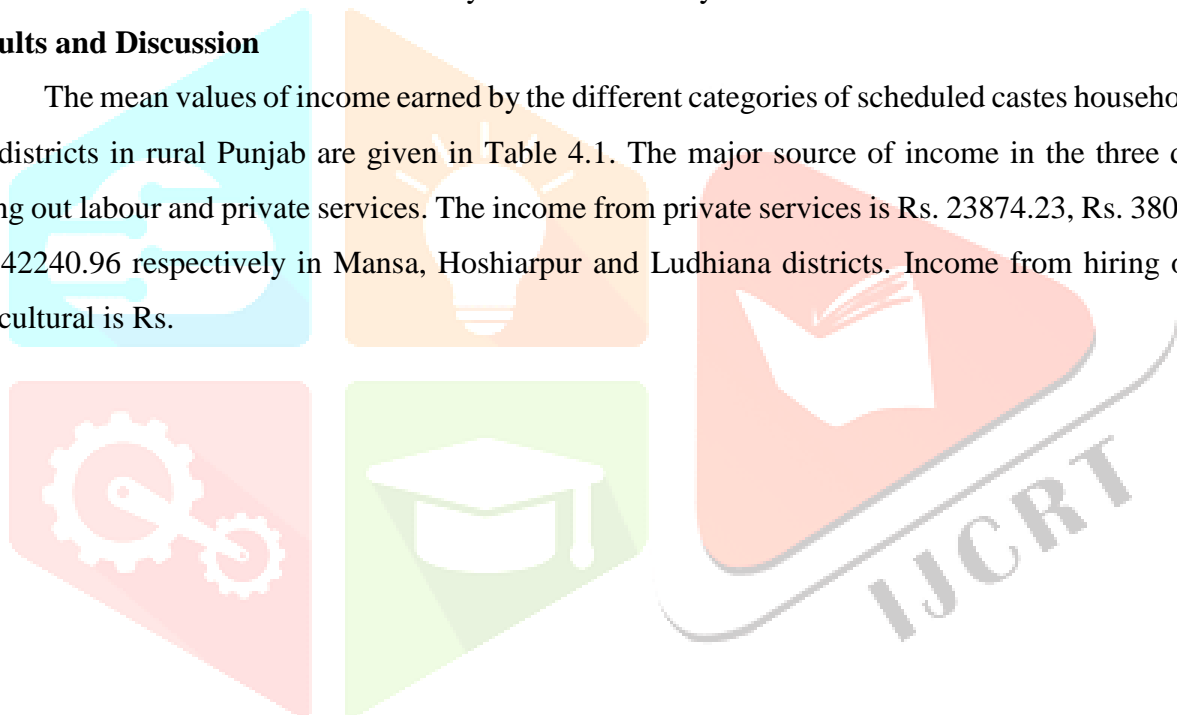 ults and Discussion
The mean values of income earned by the different categories of scheduled castes househo
districts in rural Punjab are given in Table 4.1. The major source of income in the three
ng out labour and private services. The income from private services is Rs. 23874.23, Rs. 380
42240.96 respectively in Mansa, Hoshiarpur and Ludhiana districts. Income from hiring
cultural is Rs.
IJCRT